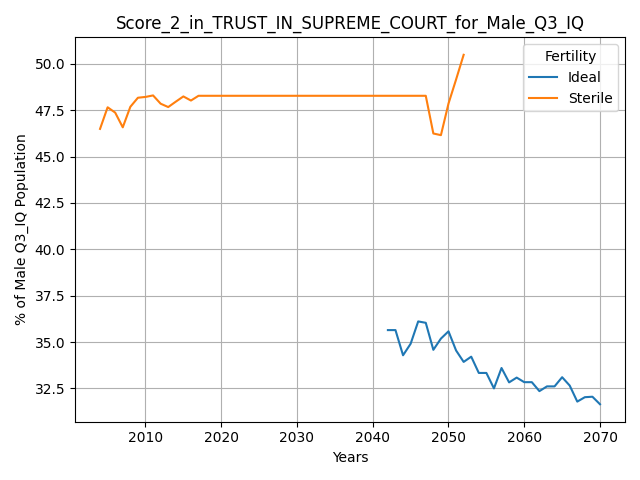 Score_2_in_TRUST_IN_SUPREME_COURT_for_Male_Q3_IQ
Fertility
Ideal
Sterile
50.0
47.5
45.0
42.5
40.0
37.5
35.0
32.5
% of Male Q3_IQ Population
2010 2020 2030 2040 2050 2060 2070
Years